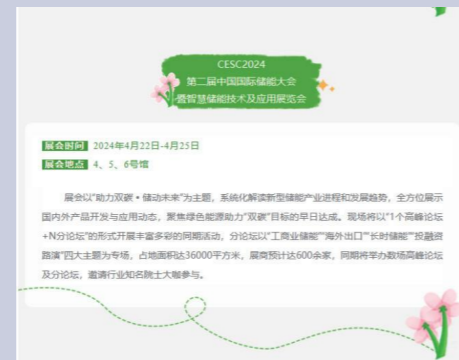 CESC2024
第二届中国国际储能大会
暨智慧储能技术及应用展览会
展会时间 2024年4月22日-4月25日
展会地点 4、5、6号馆
展会以“助力双碳·储动未来”为主题，系统化解读新型储能产业进程和发展趋势，全方位展示
国内外产品开发与应用动态，聚焦绿色能源助力“双碳”目标的早日达成。现场将以“1个高峰论坛
+N分论坛”的形式开展丰富多彩的同期活动，分论坛以“工商业储能”“海外出口”“长时储能”“投融资
路演”四大主题为专场，占地面积达36000平方米，展商预计达600余家，同期将举办数场高峰论坛
及分论坛，邀请行业知名院士大咖参与。